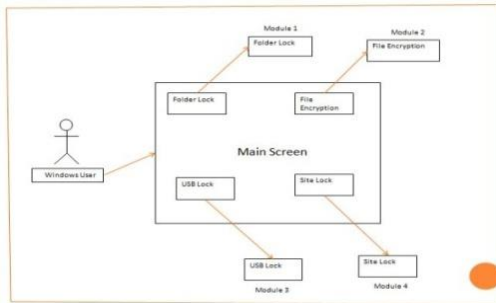 Module 1
Folder Lock
Module 2
File Encryption
Folder Lock
File
Encryption
Main Screen
Windows User
USB Lock
Site Lock
USB Lock
Module 3
Site Lock
Module 4